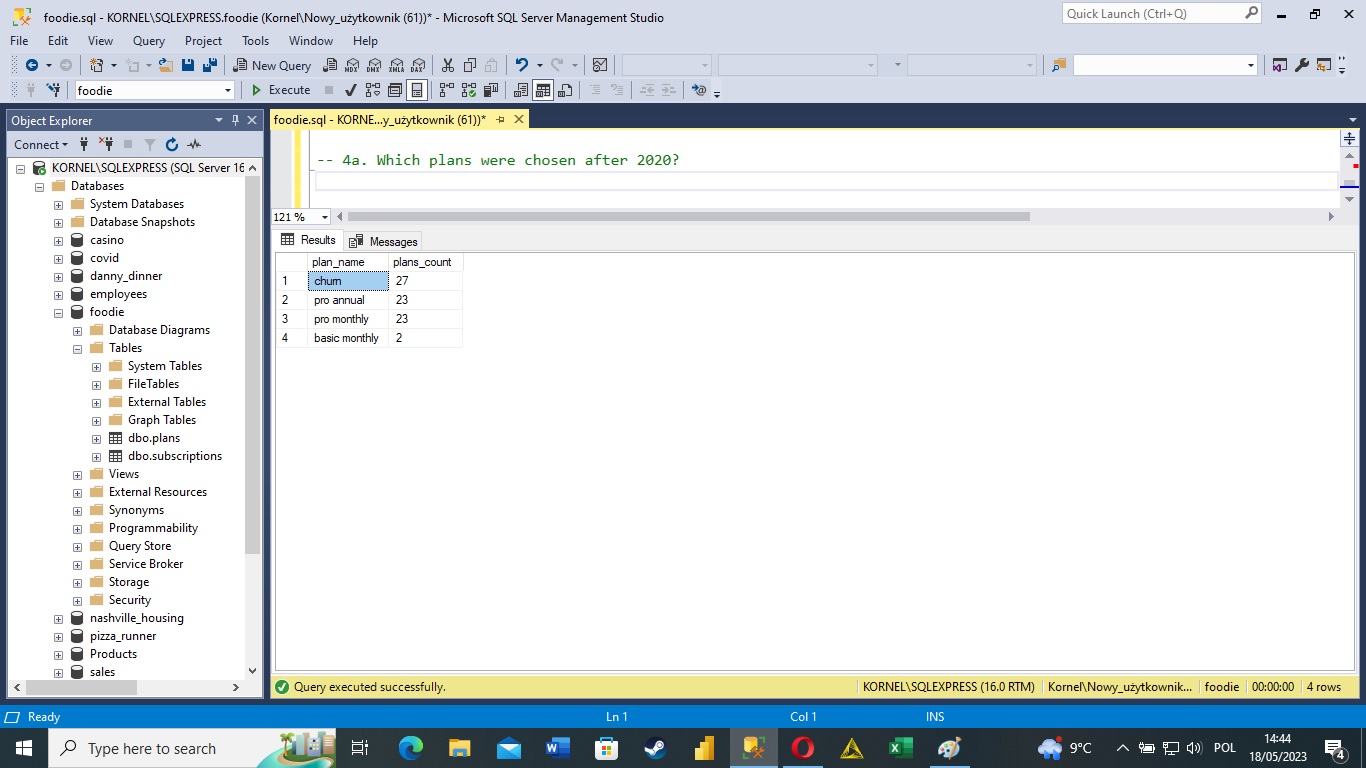 foodie.sql - KORNEL\SQLEXPRESS.foodie (Kornel\Nowy_użytkownik (61))* - Microsoft SQL Server Management Studio
Quick Launch (Ctrl+Q)
File Edit View Query Project Tools Window Help
New Query MDX DMX XMLA DAX
foodie Execute
Object Explorer
foodie.sql - KORNE...y_użytkownik (61))*
Connect
-- 4a. Which plans were chosen after 2020?
KORNEL\SQLEXPRESS (SQL Server 16
Databases
System Databases
Database Snapshots
casino
covid
danny_dinner
employees
foodie
Database Diagrams
Tables
System Tables
FileTables
External Tables
Graph Tables
dbo.plans
dbo.subscriptions
Views
External Resources
Synonyms
Programmability
Query Store
Service Broker
Storage
Security
nashville_housing
pizza_runner
Products
sales
121 %
Results Messages
plan_name plans_count
1 churn 27
2 pro annual 23
3 pro monthly 23
4 basic monthly 2
Query executed successfully. KORNEL\SQLEXPRESS (16.0 RTM) Kornel\Nowy_użytkownik... foodie 00:00:00 4 rows
Ready Ln 1 Col 1 INS
Type here to search
9°C POL
14:44
18/05/2023
4